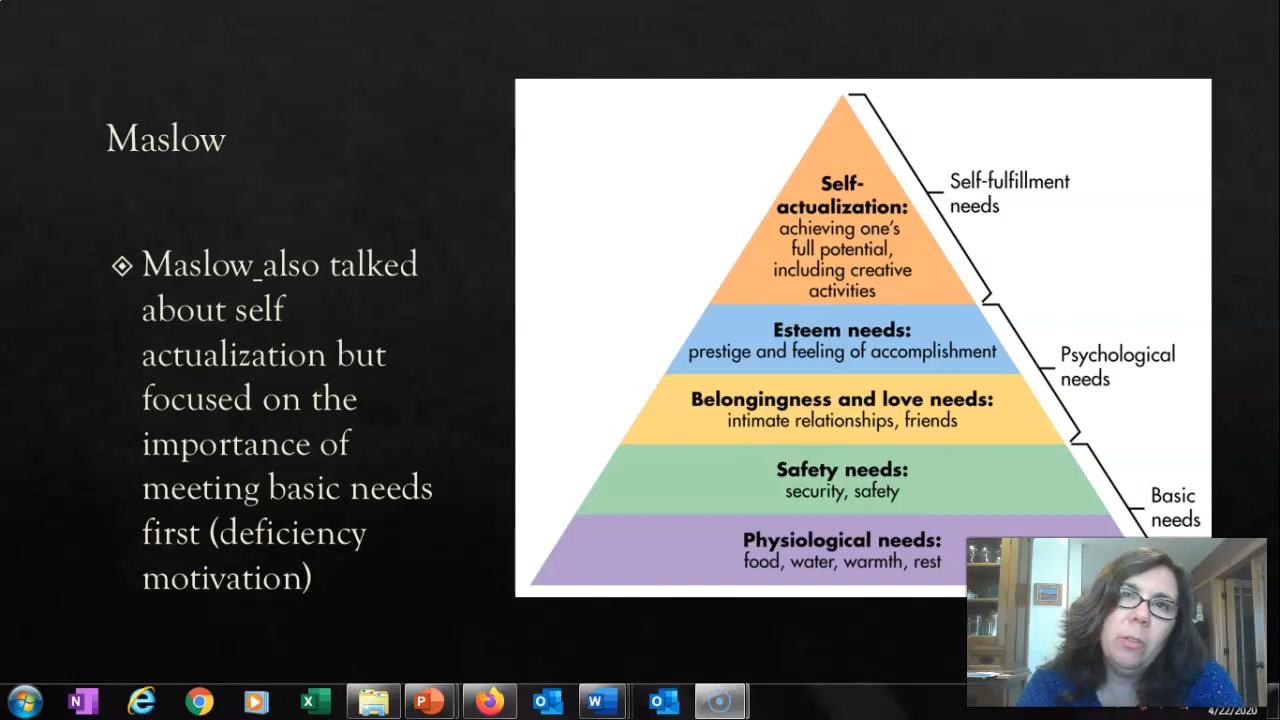 Maslow
Maslow also talked
about self
actualization but
focused on the
importance of
meeting basic needs
first (deficiency
motivation)
Self-
actualization:
achieving one's
full potential,
including creative
activities
Self-fulfillment
needs
Esteem needs:
prestige and feeling of accomplishment
Psychological
needs
Belongingness and love needs:
intimate relationships, friends
Safety needs:
security, safety
Basic
needs
Physiological needs:
food, water, warmth, rest
4/22/2020